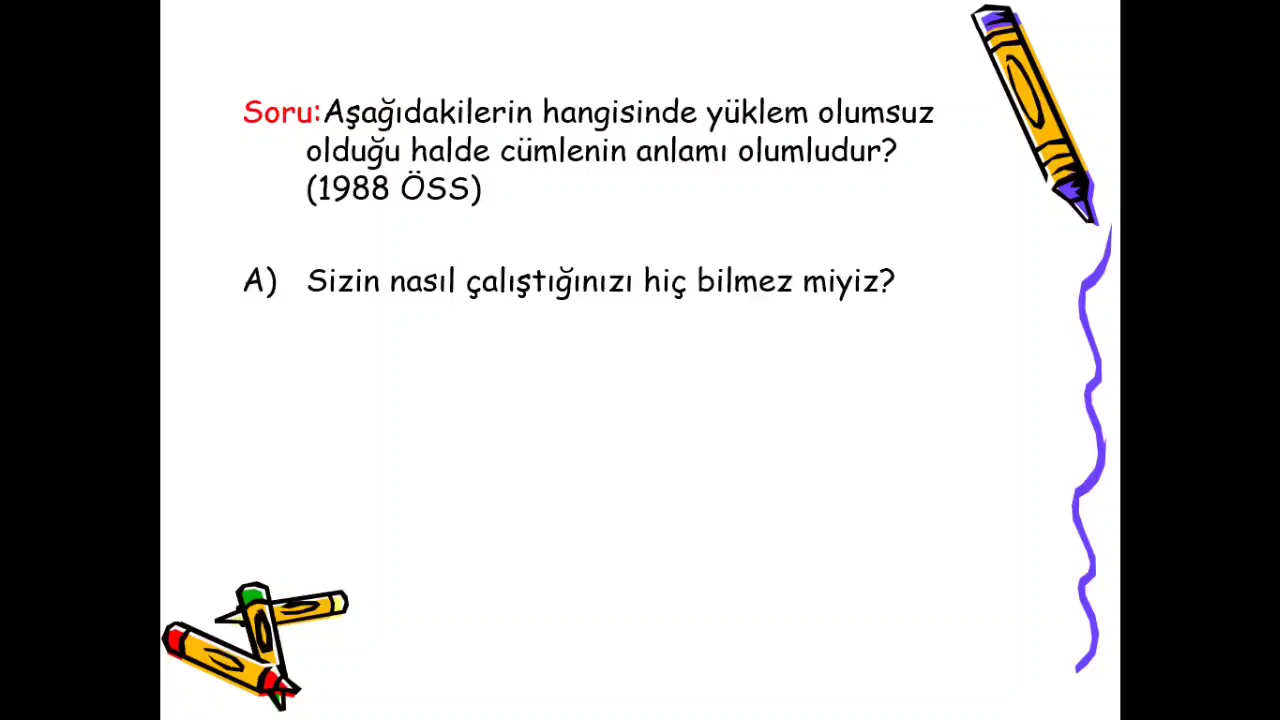 Soru:Aşağıdakilerin hangisinde yüklem olumsuz
olduğu halde cümlenin anlamı olumludur?
(1988 ÖSS)
A) Sizin nasıl çalıştığınızı hiç bilmez miyiz?